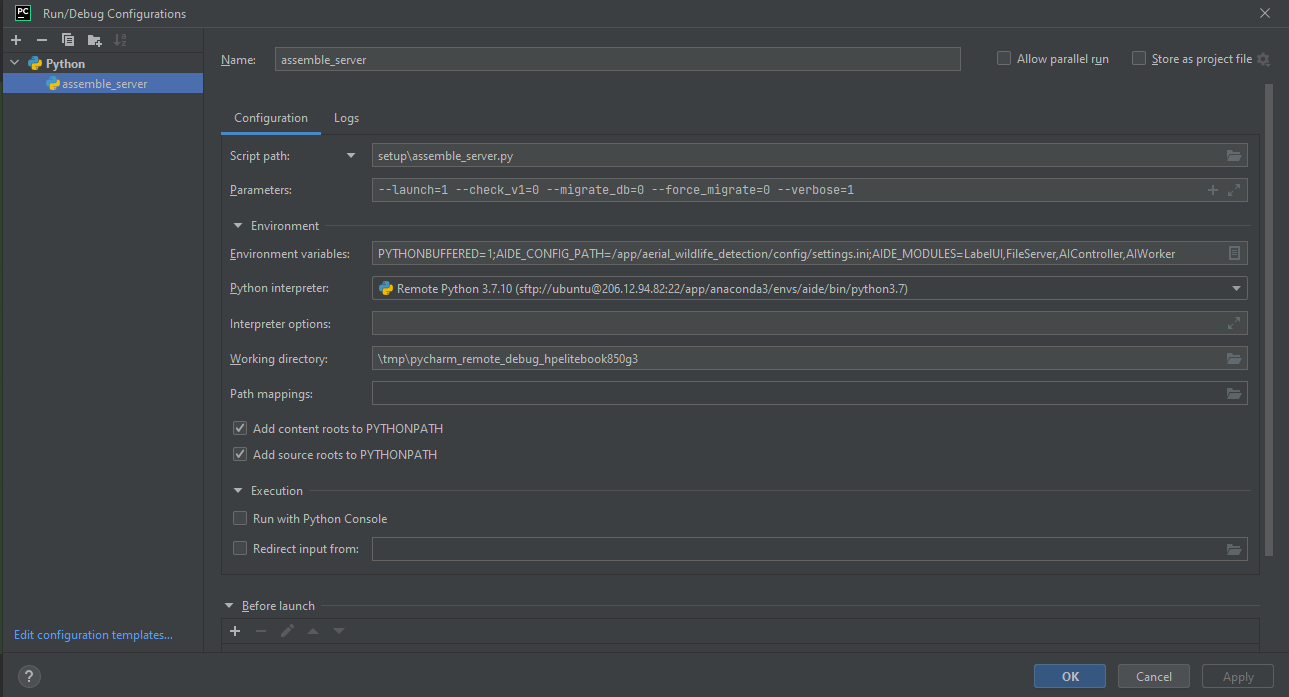 PC Run/Debug Configurations
Python
assemble_server
Edit configuration templates...
Name: assemble_server
Allow parallel run
Store as project file
Configuration Logs
Script path: setup\assemble_server.py
Parameters: --launch=1 --check_v1=0 --migrate_db=0 --force_migrate=0 --verbose=1
Environment
Environment variables: PYTHONBUFFERED=1;AIDE_CONFIG_PATH=/app/aerial_wildlife_detection/config/settings.ini;AIDE_MODULES=LabelUI,FileServer,AIController,AIWorker
Python interpreter: Remote Python 3.7.10 (sftp://ubuntu@206.12.94.82:22/app/anaconda3/envs/aide/bin/python3.7)
Interpreter options:
Working directory: \tmp\pycharm_remote_debug_hpelitebook850g3
Path mappings:
Add content roots to PYTHONPATH
Add source roots to PYTHONPATH
Execution
Run with Python Console
Redirect input from:
Before launch
? OK Cancel Apply